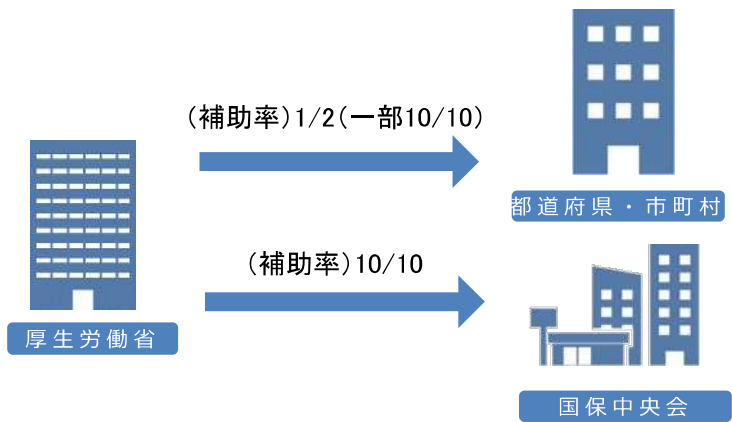 (補助率)1/2(一部10/10)
都道府県・市町村
(補助率)10/10
厚生労働省
国保中央会